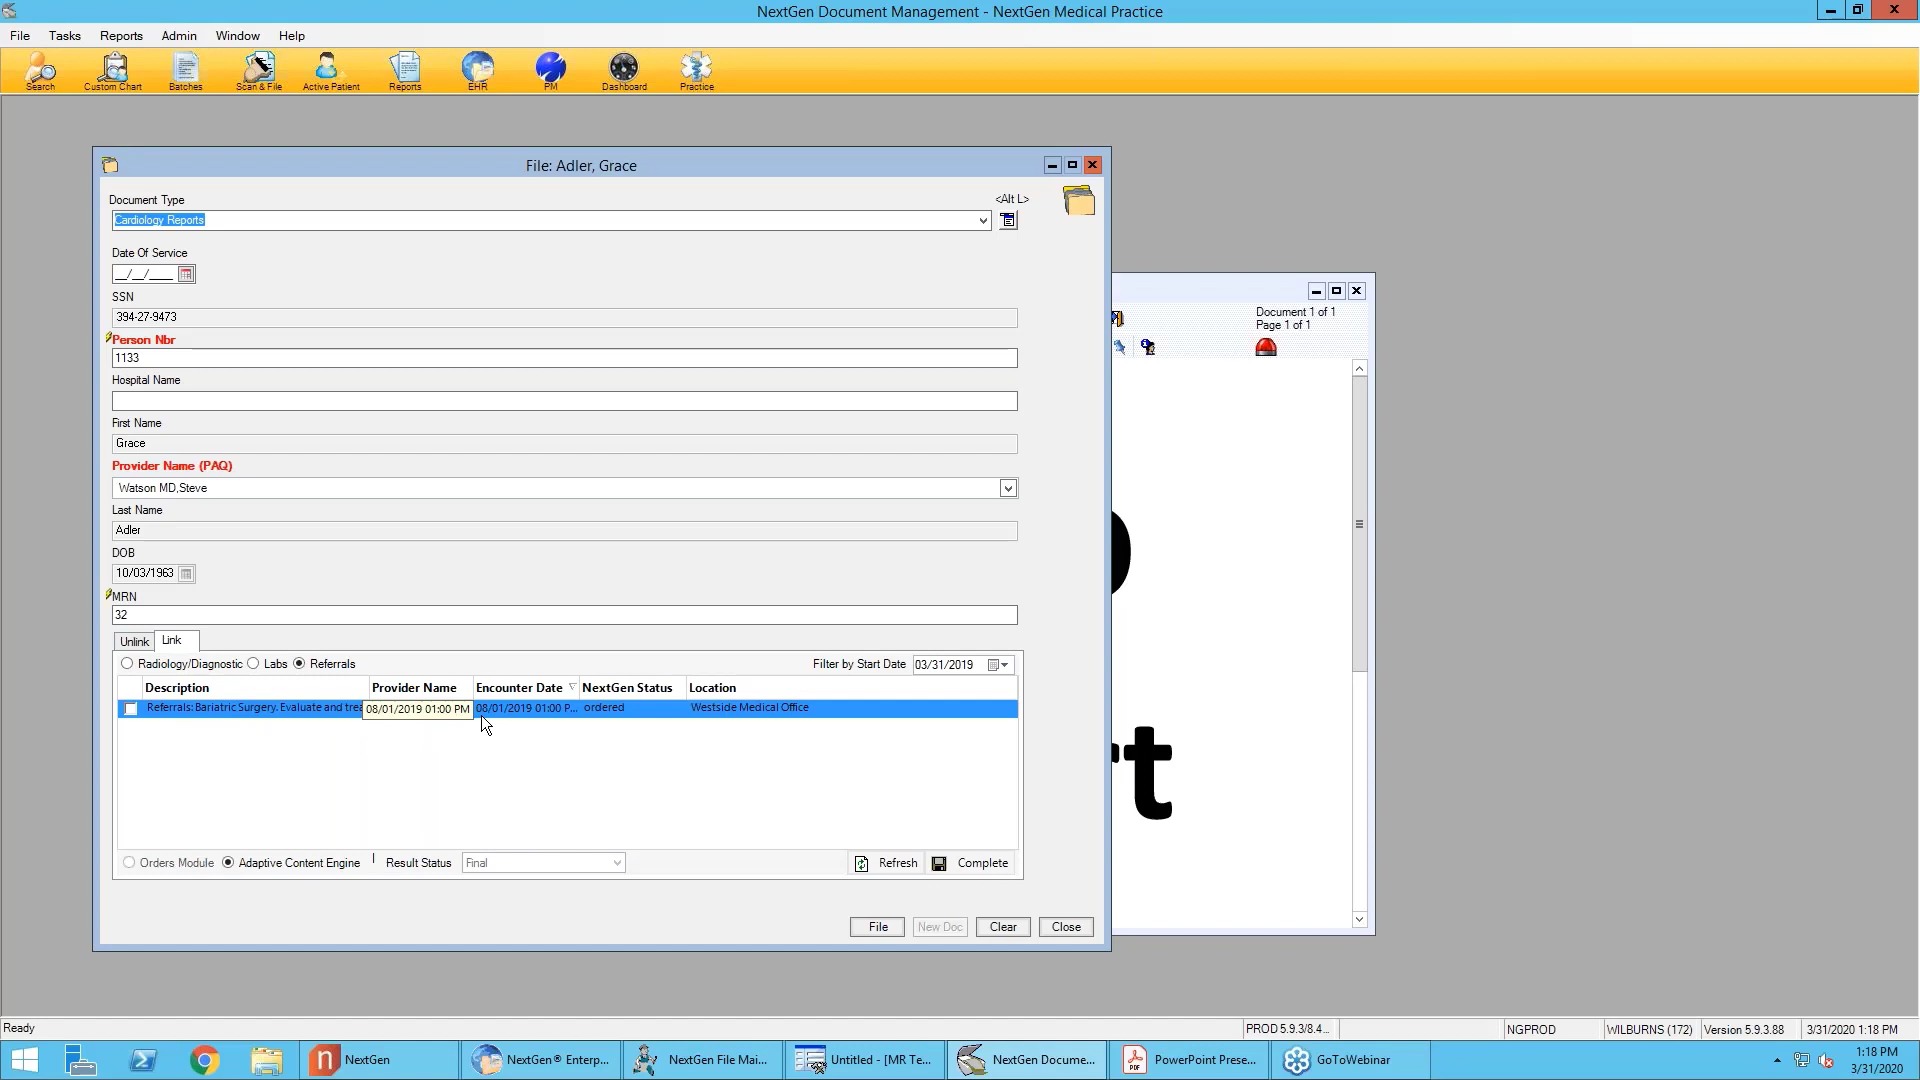 NextGen Document Management - NextGen Medical Practice
File Tasks Reports Admin Window Help
Search Custom Chart Batches Scan & File Active Patient Reports EHR PM Dashboard Practice
File: Adler, Grace
Document Type
<Alt L>
Cardiology Reports
Date Of Service
__/__/____
SSN
394-27-9473
Person Nbr
1133
Hospital Name
First Name
Grace
Provider Name (PAQ)
Watson MD,Steve
Last Name
Adler
DOB
10/03/1963
MRN
32
Unlink Link
Radiology/Diagnostic Labs Referrals Filter by Start Date 03/31/2019
Description Provider Name Encounter Date NextGen Status Location
Referrals: Bariatric Surgery. Evaluate and trea 08/01/2019 01:00 PM 08/01/2019 01:00 P... ordered Westside Medical Office
Orders Module Adaptive Content Engine Result Status Final Refresh Complete
File New Doc Clear Close
Document 1 of 1
Page 1 of 1
rt
Ready PROD 5.9.3/8.4... NGPROD WILBURNS (172) Version 5.9.3.88 3/31/2020 1:18 PM
NextGen NextGen® Enterp... NextGen File Mai... Untitled - [MR Te... NextGen Docume... PowerPoint Prese... GoToWebinar
1:18 PM
3/31/2020